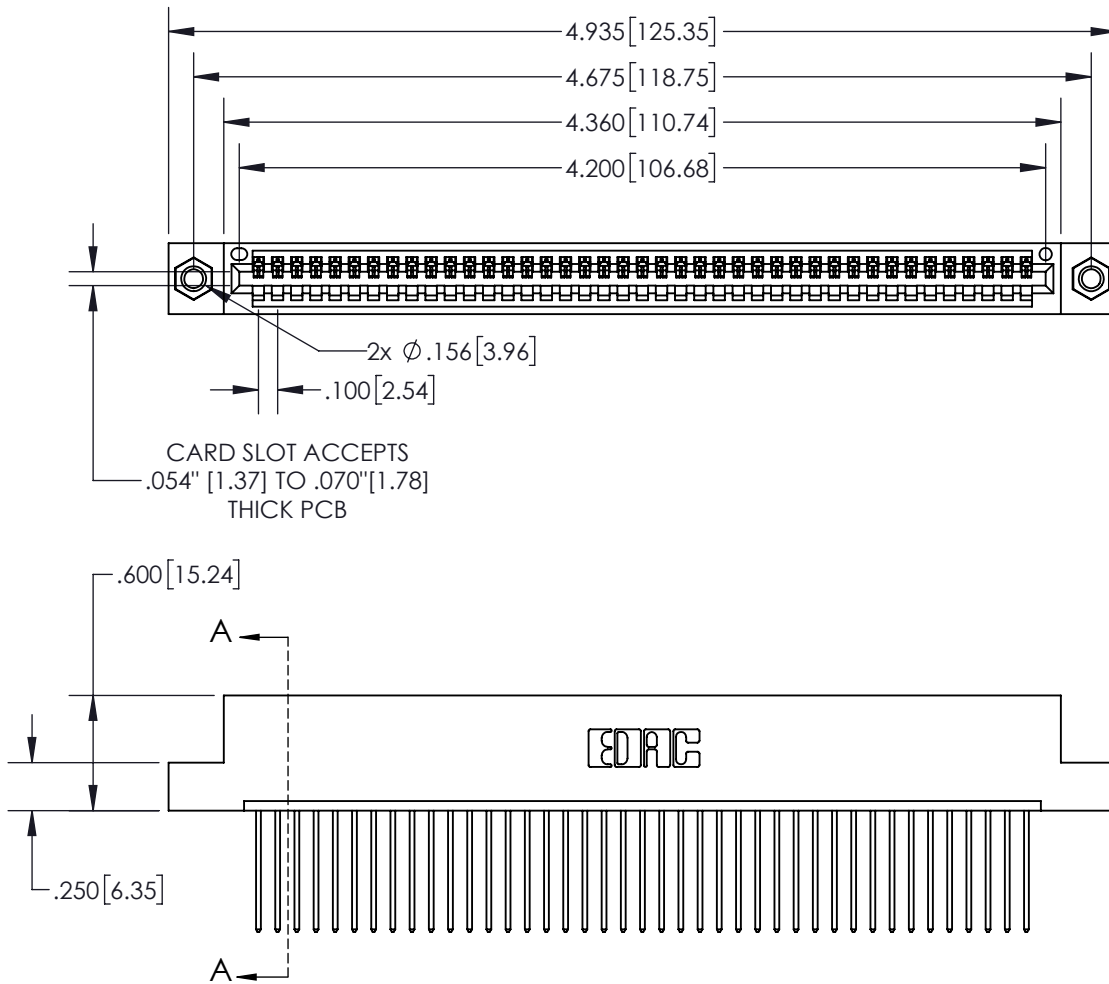 4.935[125.35]
4.675[118.75]
4.360[110.74]
4.200[106.68]
2x Ø .156[3.96]
.100[2.54]
CARD SLOT ACCEPTS
.054" [1.37] TO .070"[1.78]
THICK PCB
.600[15.24]
A
EDAC
.250[6.35]
A